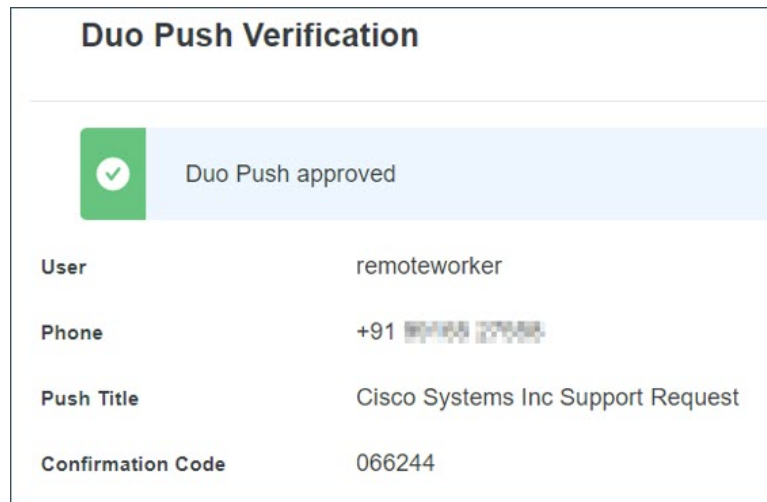 Duo Push Verification
Duo Push approved
User remoteworker
Phone +91
Push Title Cisco Systems Inc Support Request
Confirmation Code 066244